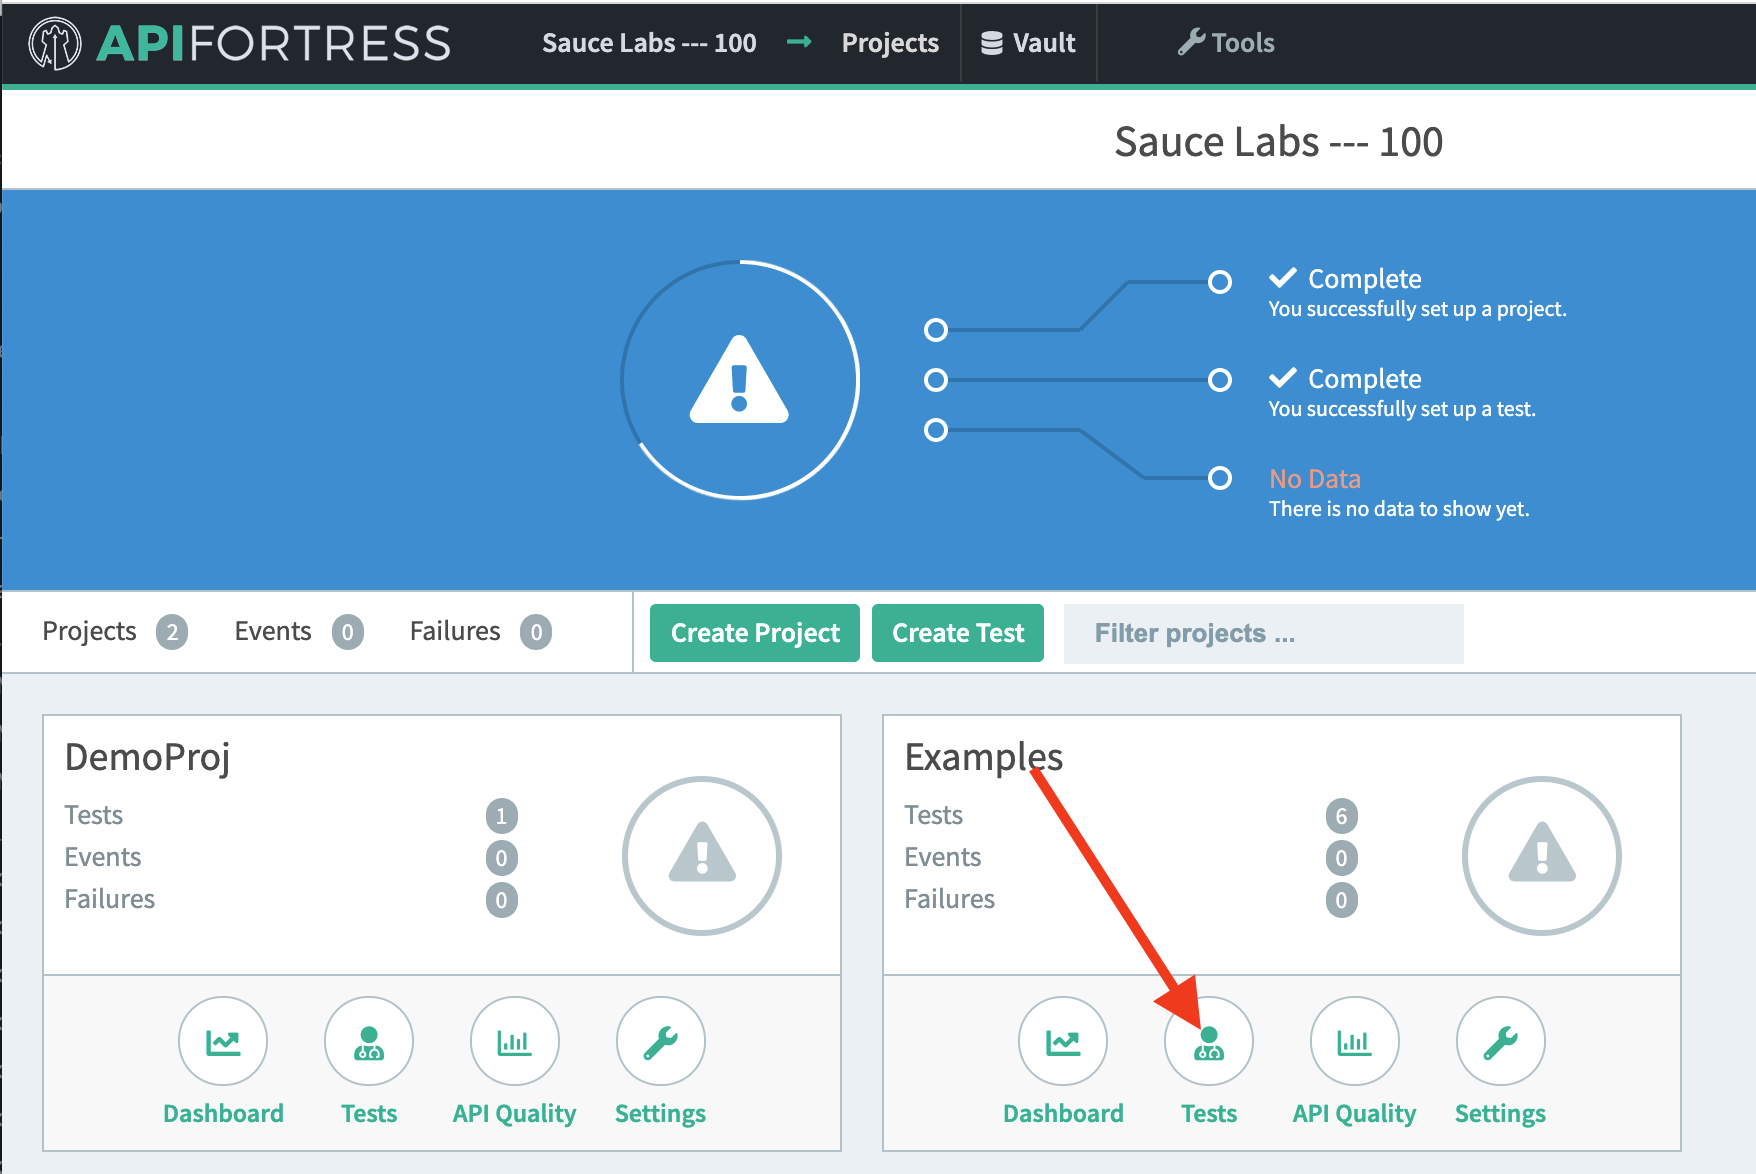 APIFORTRESS
Sauce Labs --- 100 → Projects
Vault
Tools
Sauce Labs --- 100
Complete
You successfully set up a project.
Complete
You successfully set up a test.
No Data
There is no data to show yet.
Projects 2 Events 0 Failures 0
Create Project
Create Test
Filter projects ...
DemoProj
Tests 1
Events 0
Failures 0
Dashboard Tests API Quality Settings
Examples
Tests 6
Events 0
Failures 0
Dashboard Tests API Quality Settings